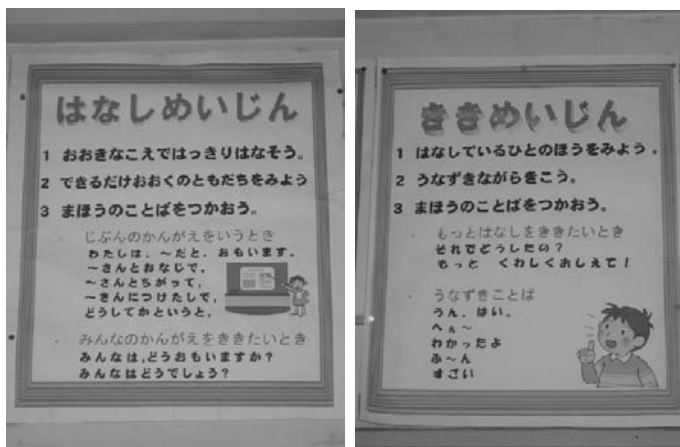 はなしめいじん
1 おおきなこえではっきりはなそう。
2 できるだけおおくのともだちをみよう
3 まほうのことばをつかおう。
じぶんのかんがえをいうとき
わたしは、～だと、おもいます。
～さんとおなじで、
～さんとちがって、
～さんにつけたしで、
どうしてかというと、
みんなのかんがえをききたいとき
みんなは、どうおもいますか？
みんなはどうでしょう？
ききめいじん
1 はなしているひとのほうをみよう。
2 うなずきながらきこう。
3 まほうのことばをつかおう。
もっとはなしをききたいとき
それでどうしたの？
もっと くわしくおしえて！
うなずきことば
うん、はい。
へぇ～
わかったよ
ふ～ん
すごい